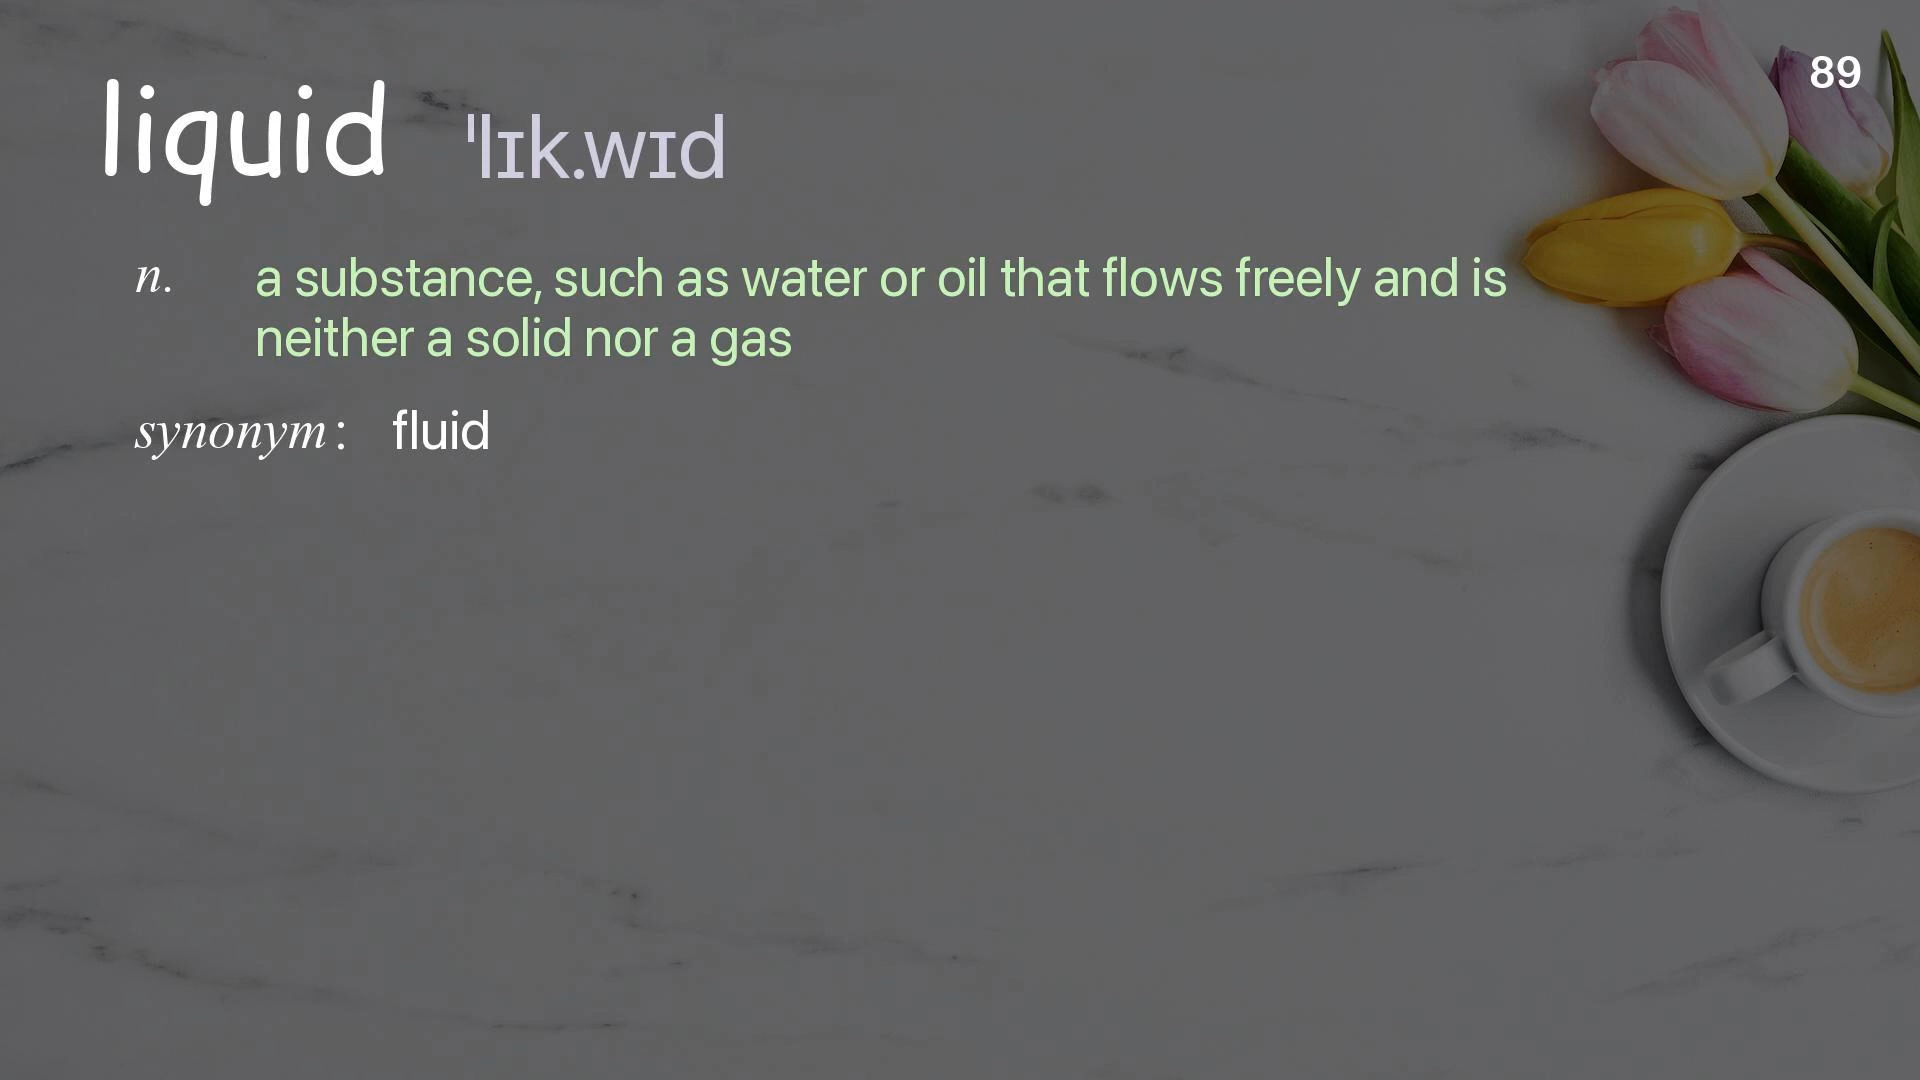 89
liquid ˈlɪk.wɪd
n. a substance, such as water or oil that flows freely and is
neither a solid nor a gas
synonym: fluid